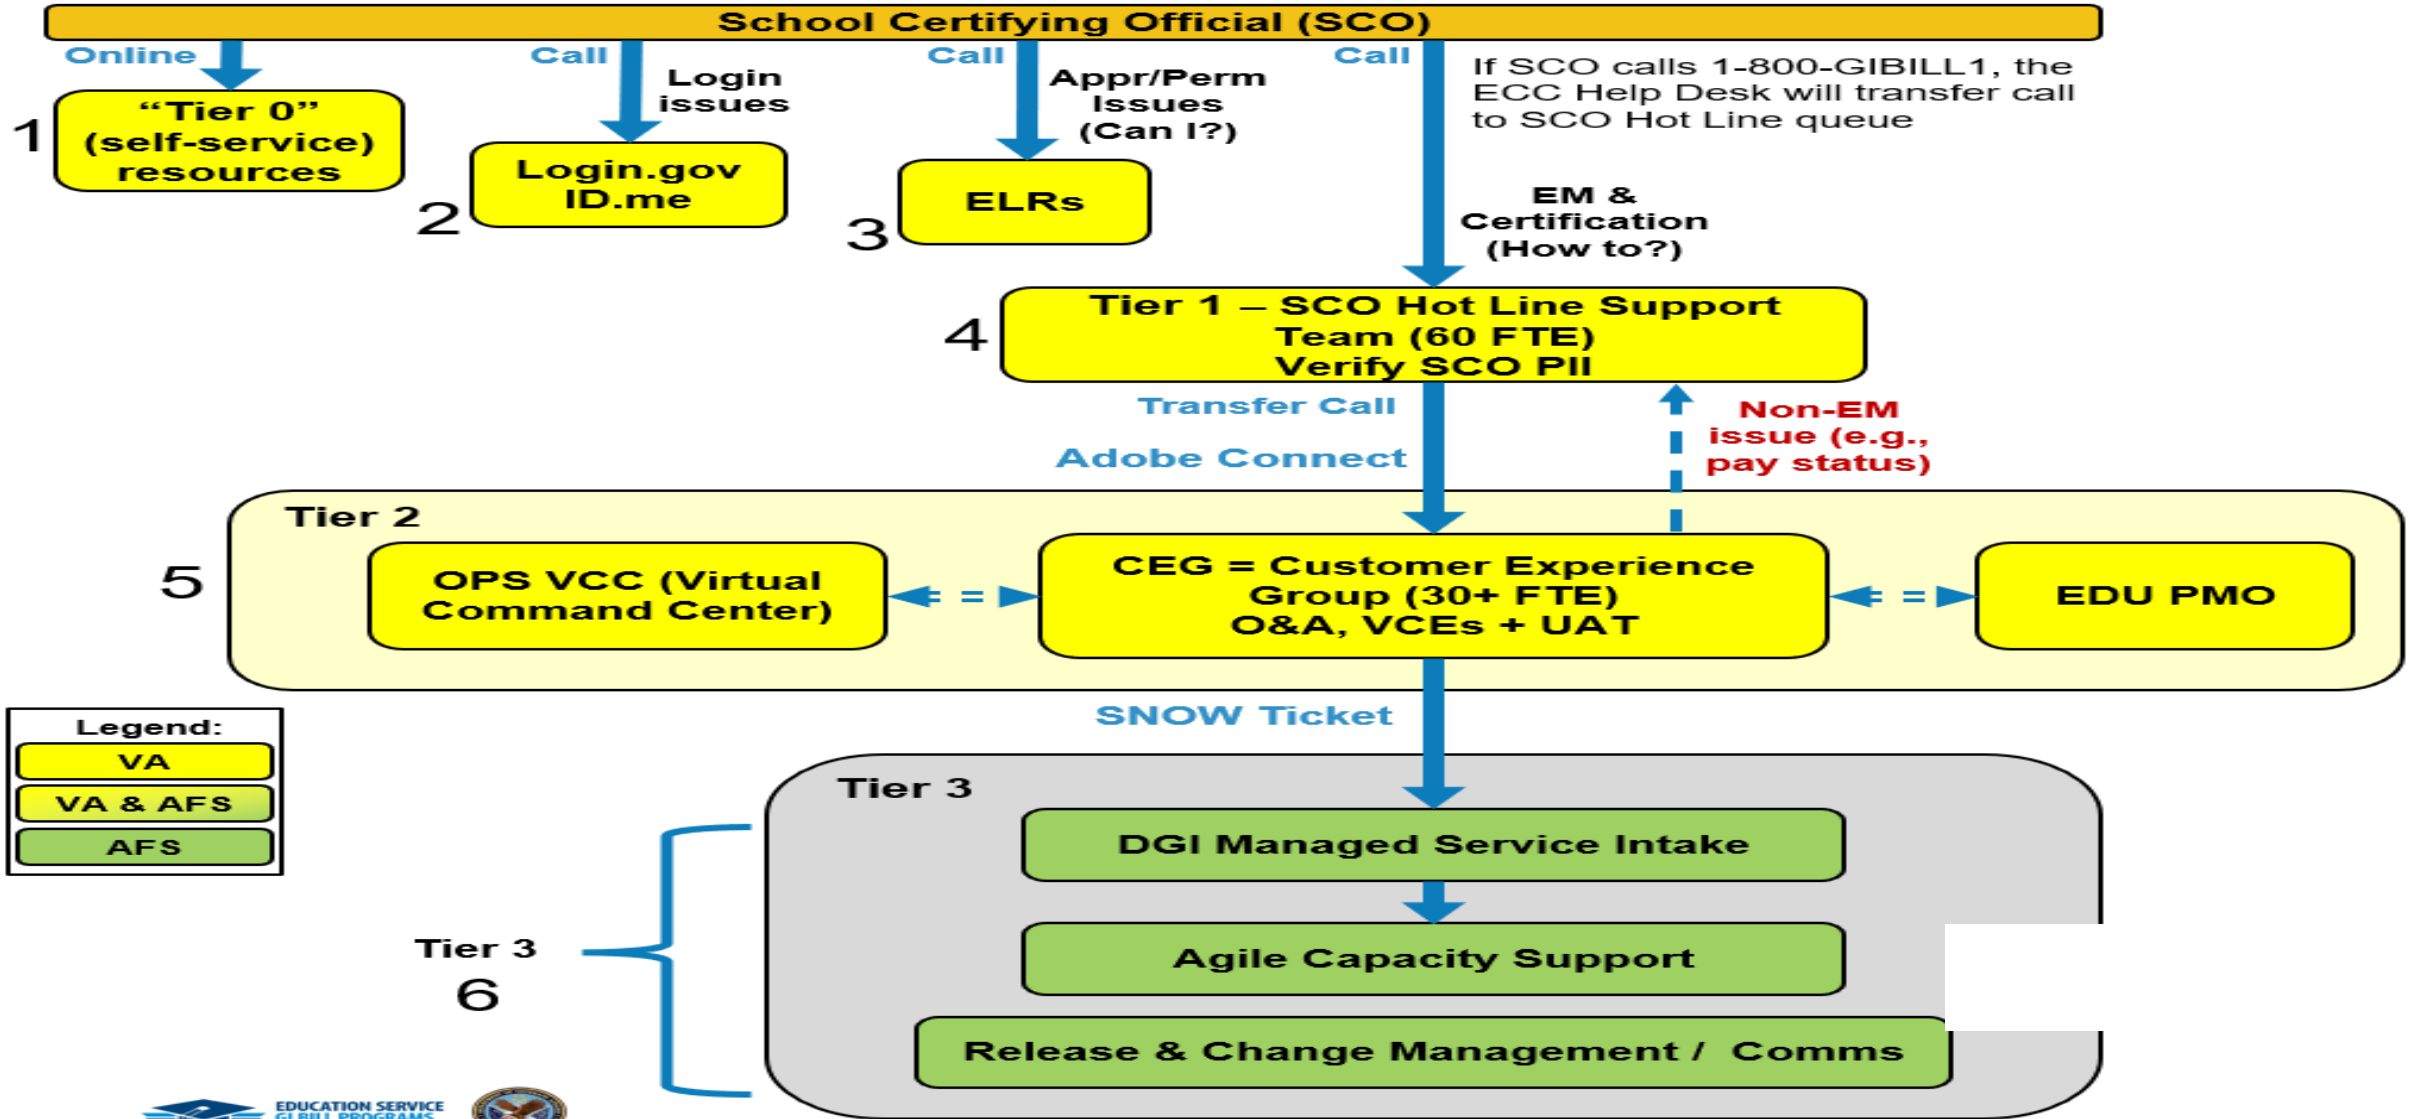 School Certifying Official (SCO)
Online
Call
Call
Call
Login
issues
Appr/Perm
Issues
(Can I?)
If SCO calls 1-800-GIBILL1, the
ECC Help Desk will transfer call
to SCO Hot Line queue
1
“Tier 0”
(self-service)
resources
2
Login.gov
ID.me
3
ELRs
EM &
Certification
(How to?)
4
Tier 1 – SCO Hot Line Support
Team (60 FTE)
Verify SCO PII
Transfer Call
Adobe Connect
Non-EM
issue (e.g.,
pay status)
Tier 2
5
OPS VCC (Virtual
Command Center)
CEG = Customer Experience
Group (30+ FTE)
O&A, VCEs + UAT
EDU PMO
SNOW Ticket
Legend:
VA
VA & AFS
AFS
Tier 3
DGI Managed Service Intake
Tier 3
6
Agile Capacity Support
Release & Change Management / Comms
EDUCATION SERVICE
GI BILL PROGRAMS